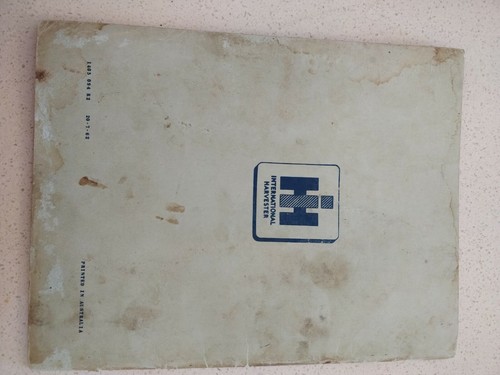 INTERNATIONAL
HARVESTER
PRINTED IN AUSTRALIA